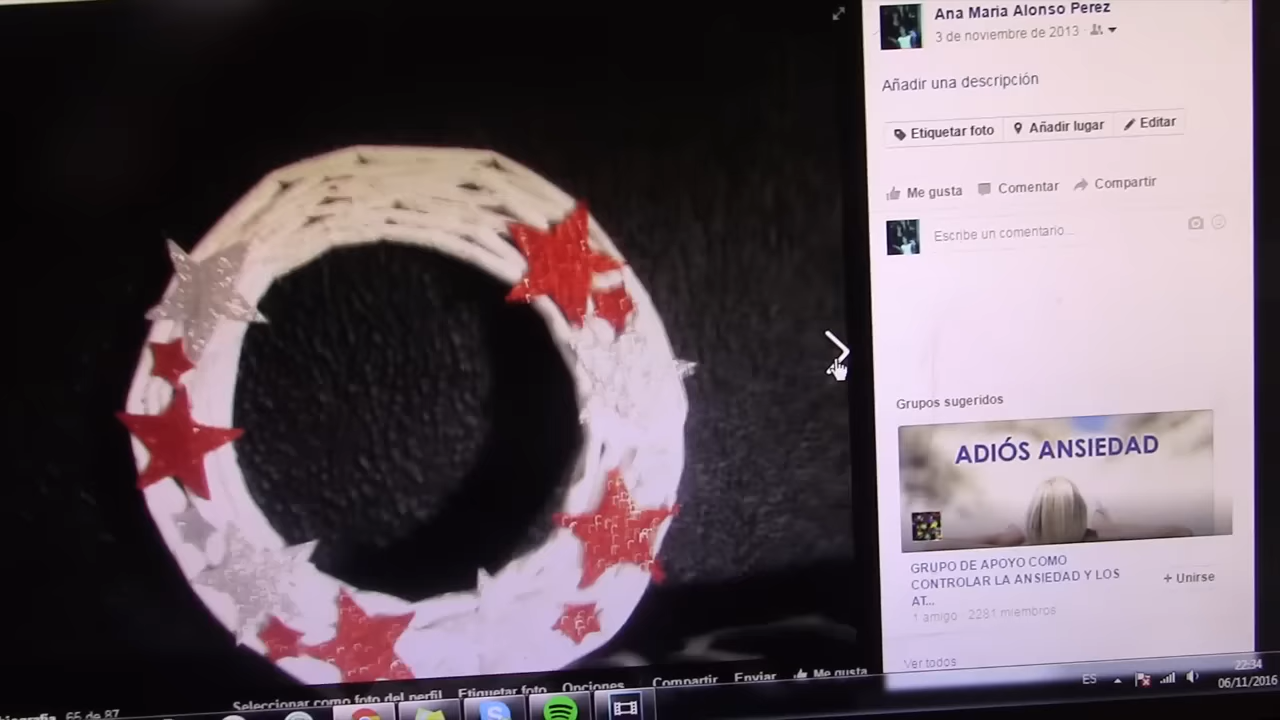 Ana Maria Alonso Perez
3 de noviembre de 2013
Añadir una descripción
Etiquetar foto Añadir lugar Editar
Me gusta Comentar Compartir
Escribe un comentario...
Grupos sugeridos
ADIÓS ANSIEDAD
GRUPO DE APOYO COMO
CONTROLAR LA ANSIEDAD Y LOS
AT...
+ Unirse
1 amigo · 2281 miembros
Ver todos
Seleccionar como foto del perfil Etiquetar foto Opciones Compartir Enviar Me gusta
65 de 87
ES
22:34
06/11/2016